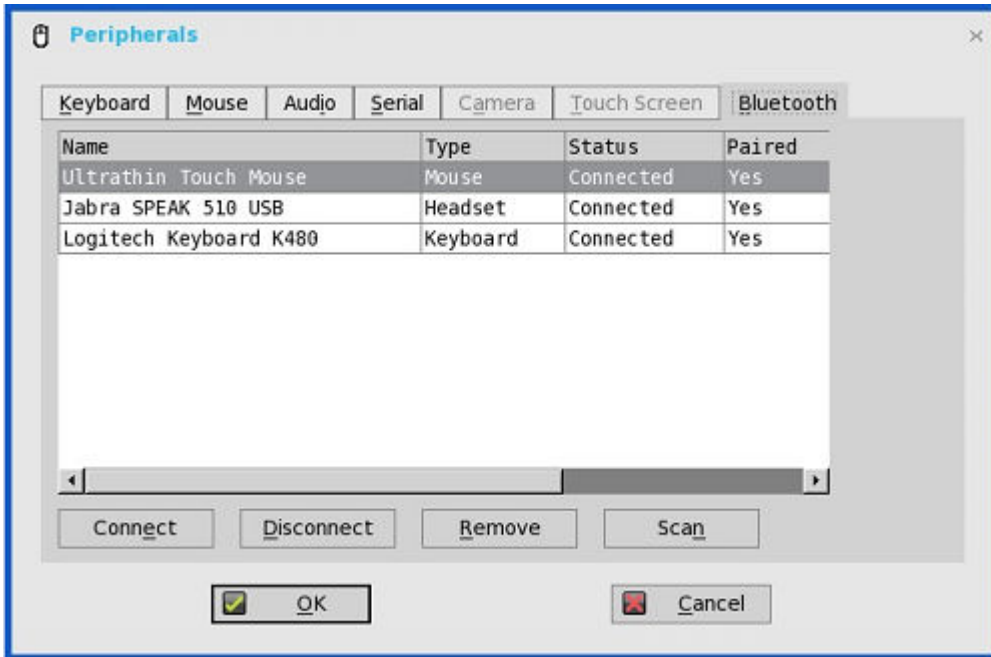 Peripherals
Keyboard Mouse Audio Serial Camera Touch Screen Bluetooth
Name Type Status Paired
Ultrathin Touch Mouse Mouse Connected Yes
Jabra SPEAK 510 USB Headset Connected Yes
Logitech Keyboard K480 Keyboard Connected Yes
Connect Disconnect Remove Scan
OK Cancel